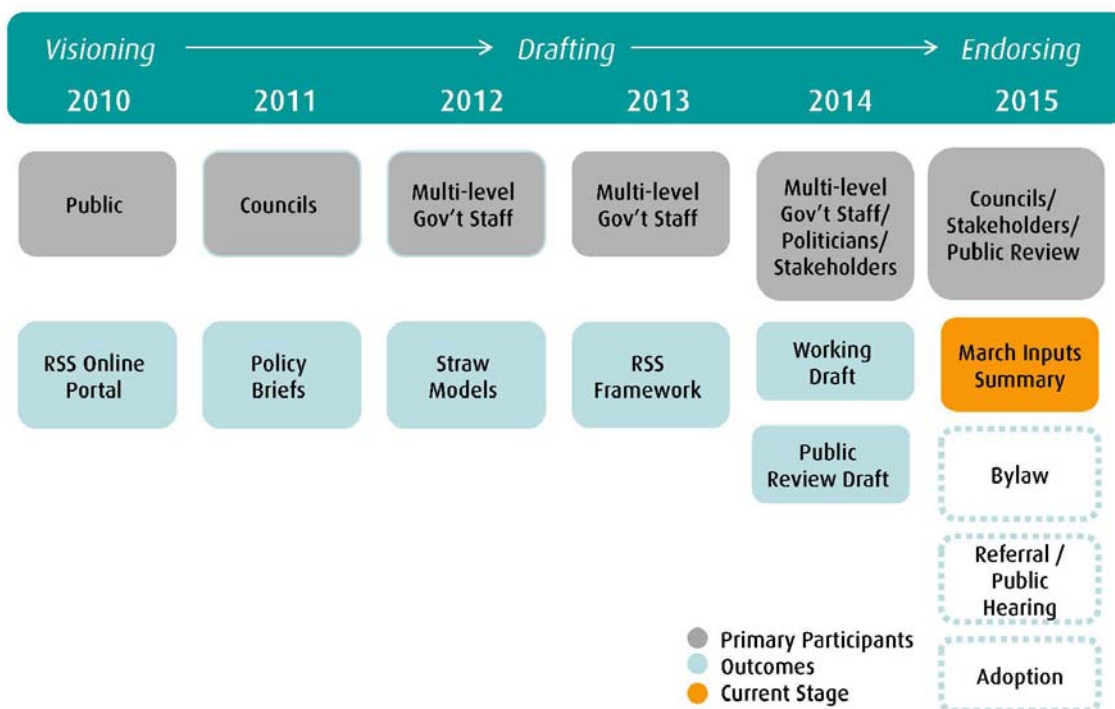 Visioning Drafting Endorsing
2010 2011 2012 2013 2014 2015
Public
Councils
Multi-level
Gov't Staff
Multi-level
Gov't Staff
Multi-level
Gov't Staff/
Politicians/
Stakeholders
Councils/
Stakeholders/
Public Review
RSS Online
Portal
Policy
Briefs
Straw
Models
RSS
Framework
Working
Draft
March Inputs
Summary
Public
Review Draft
Bylaw
Referral /
Public
Hearing
Adoption
Primary Participants
Outcomes
Current Stage